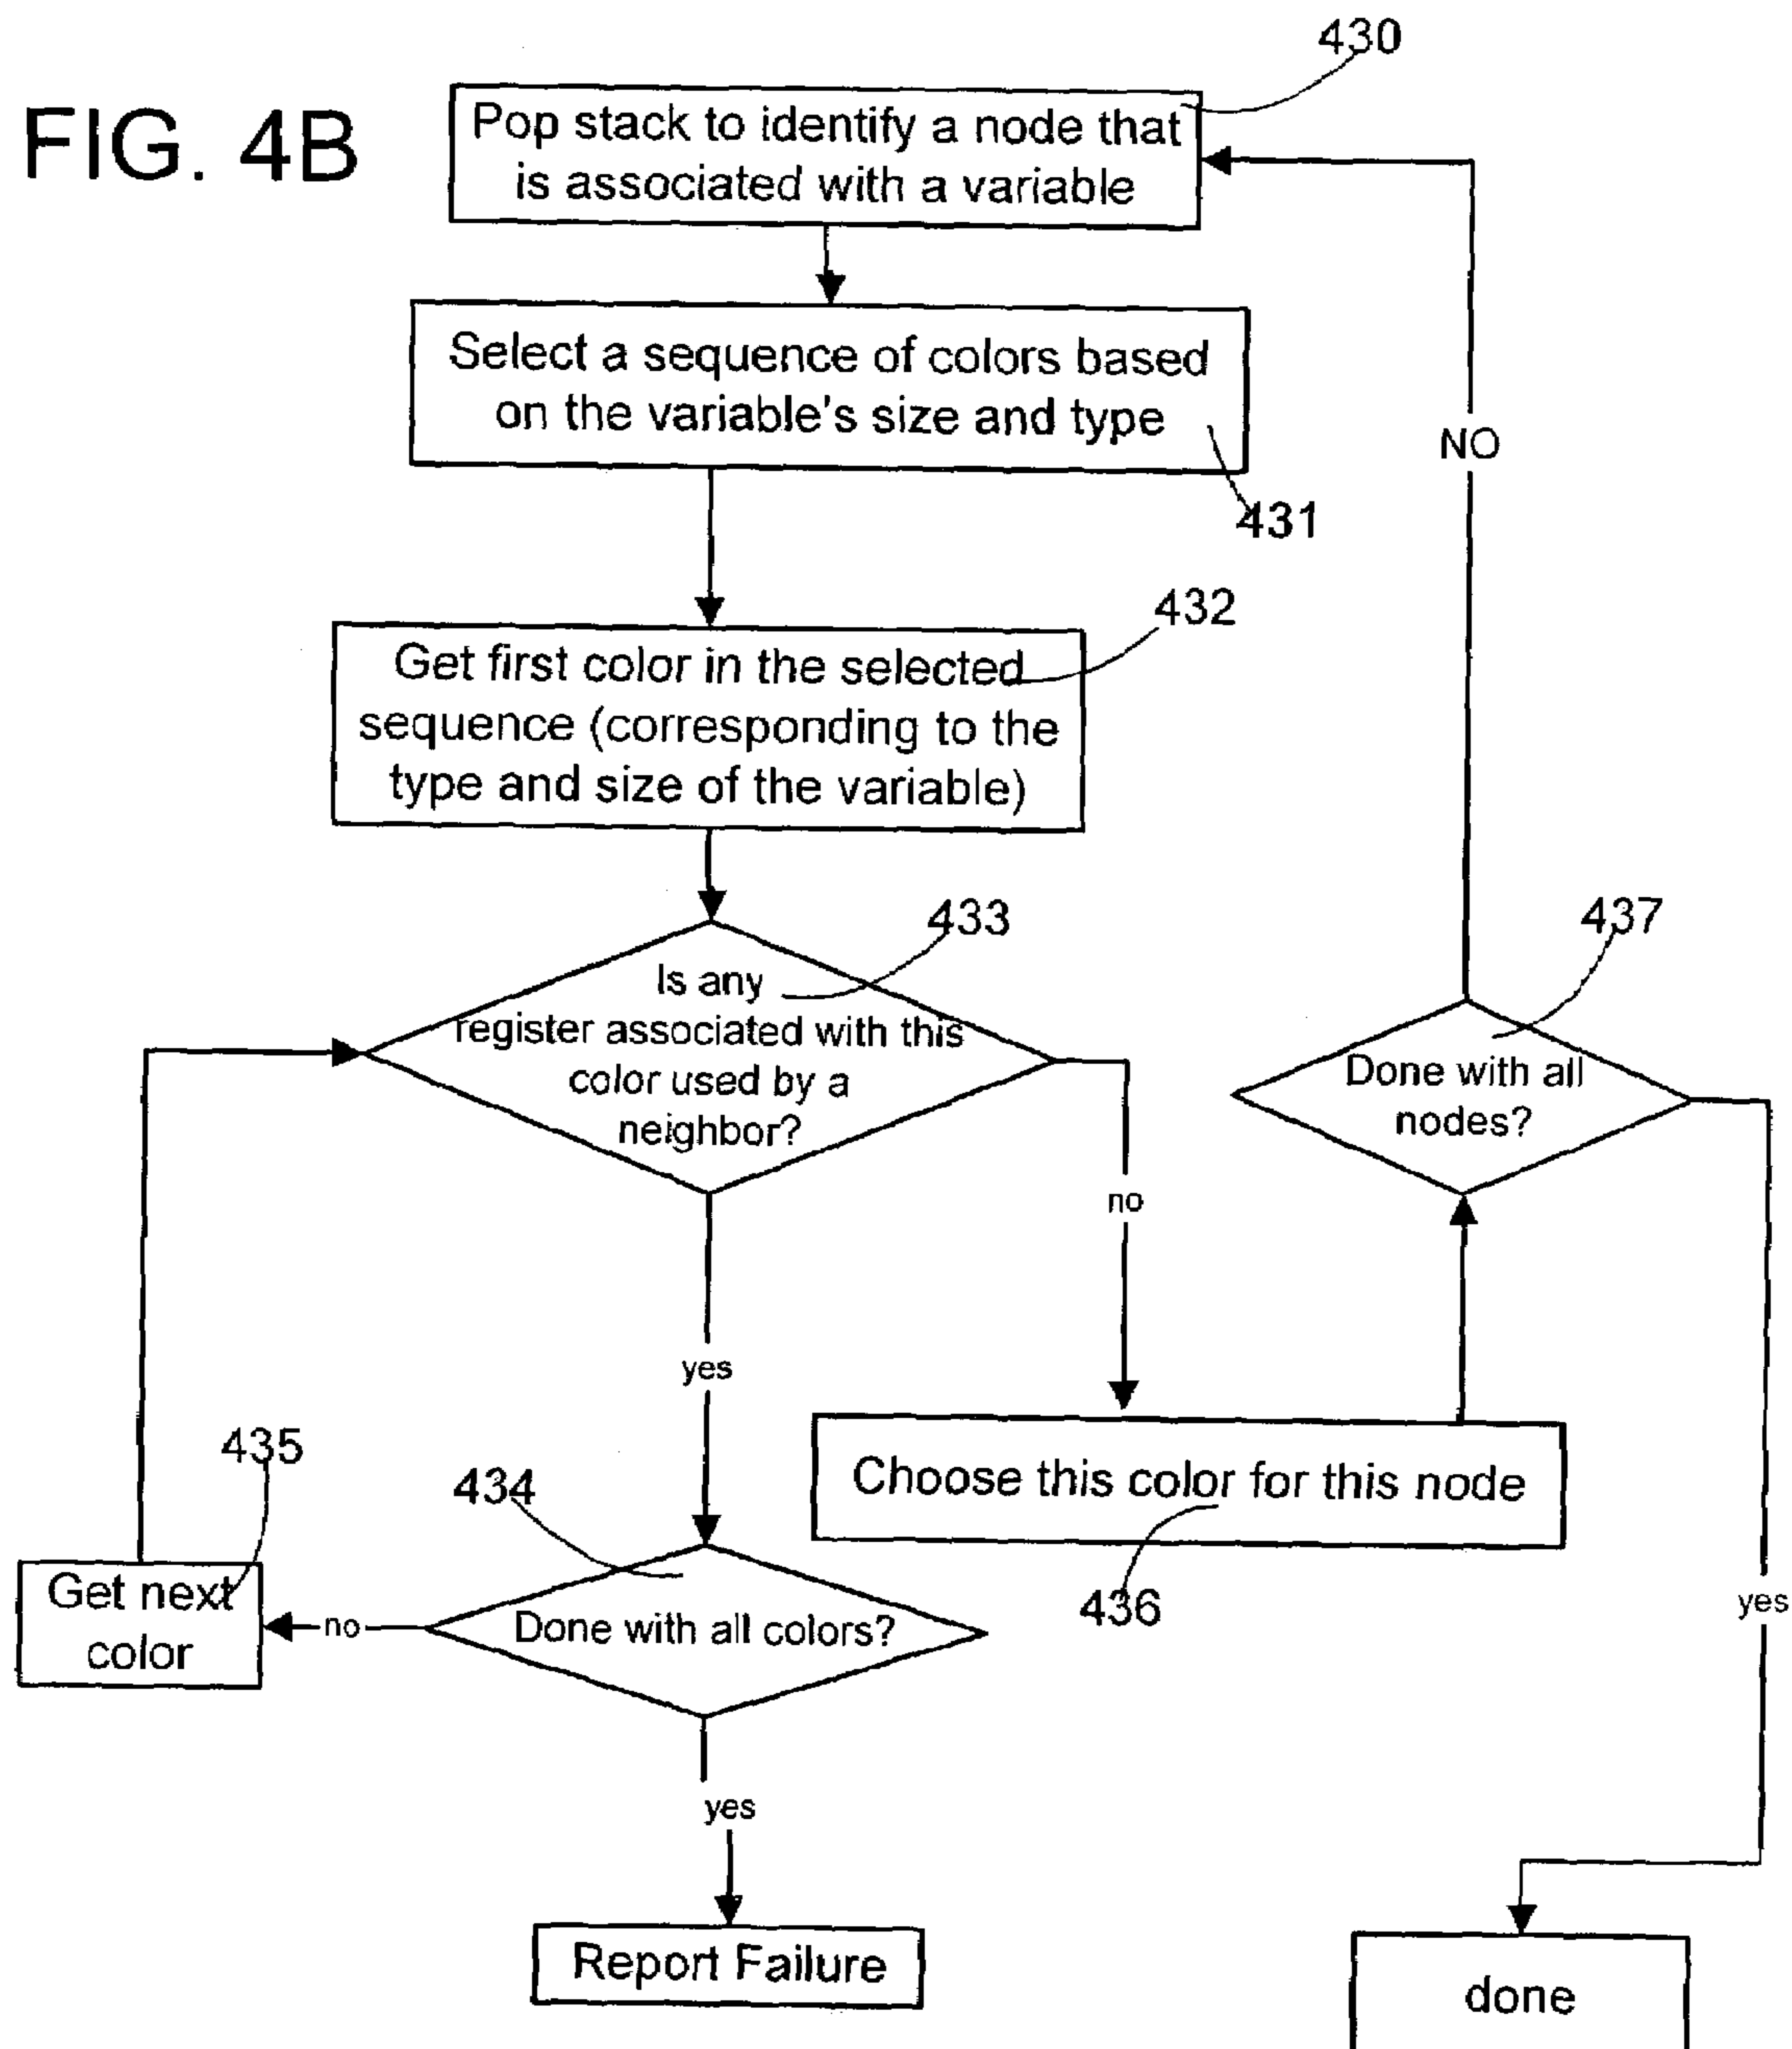 FIG. 4B
430
Pop stack to identify a node that
is associated with a variable
Select a sequence of colors based
on the variable's size and type
431
NO
432
Get first color in the selected
sequence (corresponding to the
type and size of the variable)
433
Is any
register associated with this
color used by a
neighbor?
437
Done with all
nodes?
no
yes
435
Get next
color
434
Done with all colors?
no
Choose this color for this node
436
yes
yes
Report Failure
done